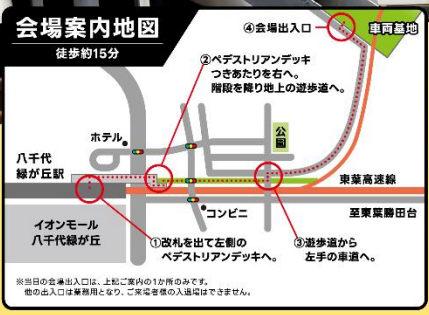 会場案内地図
徒歩約15分
④会場出入口
車両基地
②ペデストリアンデッキ
つきあたりを右へ。
階段を降り地上の遊歩道へ。
ホテル
公園
八千代
緑が丘駅
東葉高速線
コンビニ
至東葉勝田台
イオンモール
八千代緑が丘
①改札を出て左側の
ペデストリアンデッキへ。
③遊歩道から
左手の車道へ。
※当日の会場出入口は、上記ご案内の1か所のみです。
他の出入口は業務用となり、ご来場者様の入退場はできません。